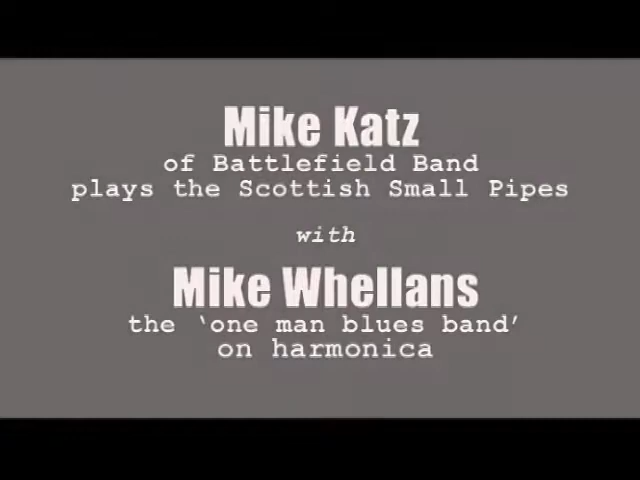 Mike Katz
of Battlefield Band
plays the Scottish Small Pipes
with
Mike Whellans
the ‘one man blues band’
on harmonica